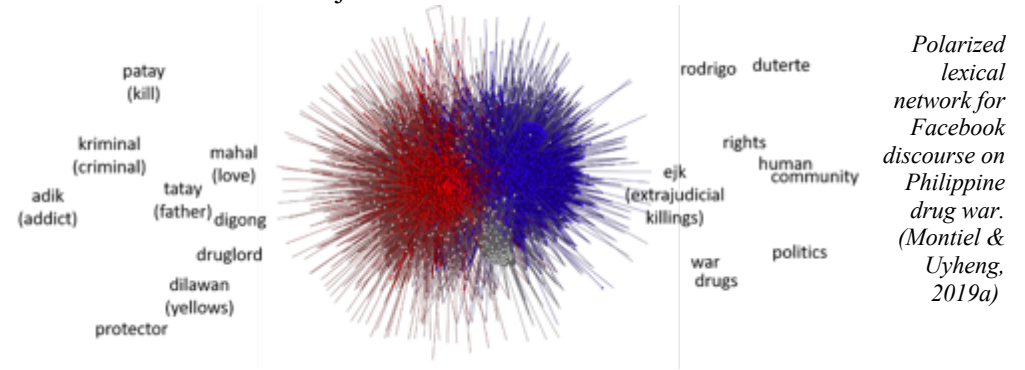 patay
(kill)
kriminal
(criminal)
mahal
(love)
adik
(addict)
tatay
(father)
digong
druglord
dilawan
(yellows)
protector
rodrigo duterte
rights
human
community
ejk
(extrajudicial
killings)
politics
war
drugs
Polarized
lexical
network for
Facebook
discourse on
Philippine
drug war.
(Montiel &
Uyheng,
2019a)